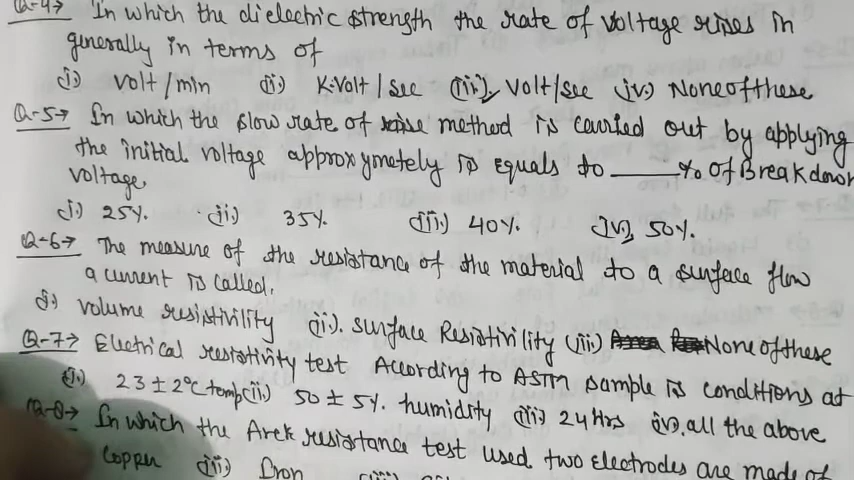 Q-4→ In which the dielectric strength the rate of voltage rises in
generally in terms of
(i) volt/min (ii) K.Volt/Sec (iii) Volt/Sec (iv.) None of these
Q-5→ In which the slow rate of rise method is carried out by applying
the initial voltage approxymetely is equals to ____% of Breakdown
voltage
(i.) 25%. (ii) 35%. (iii.) 40%. (iv.) 50%.
Q-6→ The measure of the resistance of the material to a surface flow
a current is called.
(i) volume resistivility (ii). Surface Resistivility (iii) None of these
Q-7→ Electrical resistivity test According to ASTM sample is conditions at
(i.) 23 ± 2°C temp (ii) 50 ± 5%. humidity (iii) 24 Hrs (iv). all the above
Q-8→ In which the Arek resistance test used two Electrodes are made of
Copper (ii) Iron